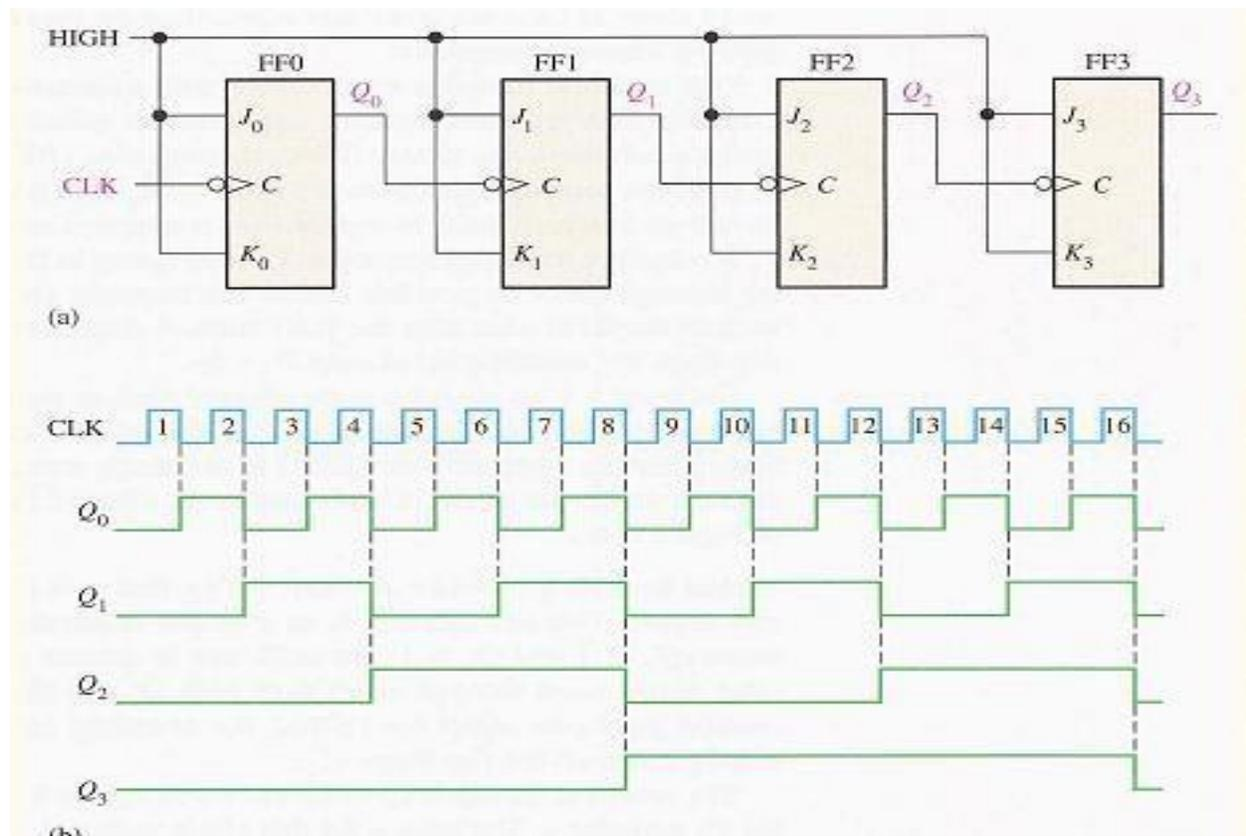 HIGH
FF0 FF1 FF2 FF3
J0 Q0 J1 Q1 J2 Q2 J3 Q3
CLK C C C C
K0 K1 K2 K3
(a)
CLK 1 2 3 4 5 6 7 8 9 10 11 12 13 14 15 16
Q0
Q1
Q2
Q3
(b)